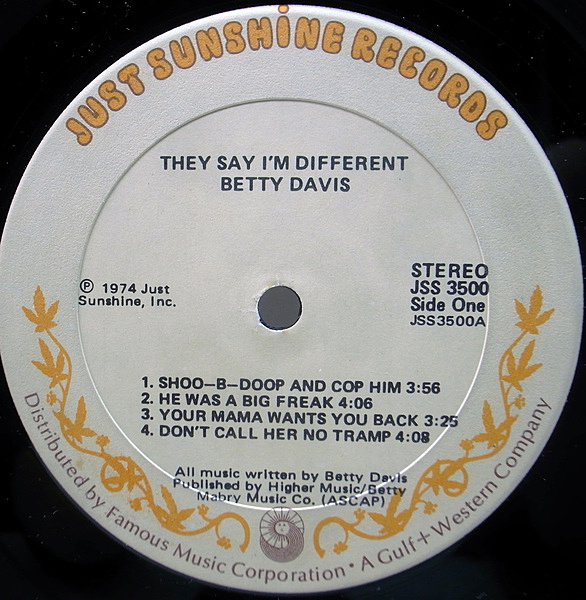 JUST SUNSHINE RECORDS
THEY SAY I'M DIFFERENT
BETTY DAVIS
℗ 1974 Just
Sunshine, Inc.
STEREO
JSS 3500
Side One
JSS3500A
1. SHOO—B—DOOP AND COP HIM 3:56
2. HE WAS A BIG FREAK 4:06
3. YOUR MAMA WANTS YOU BACK 3:25
4. DON'T CALL HER NO TRAMP 4:08
All music written by Betty Davis
Published by Higher Music/Betty
Mabry Music Co. (ASCAP)
Distributed by Famous Music Corporation • A Gulf+Western Company